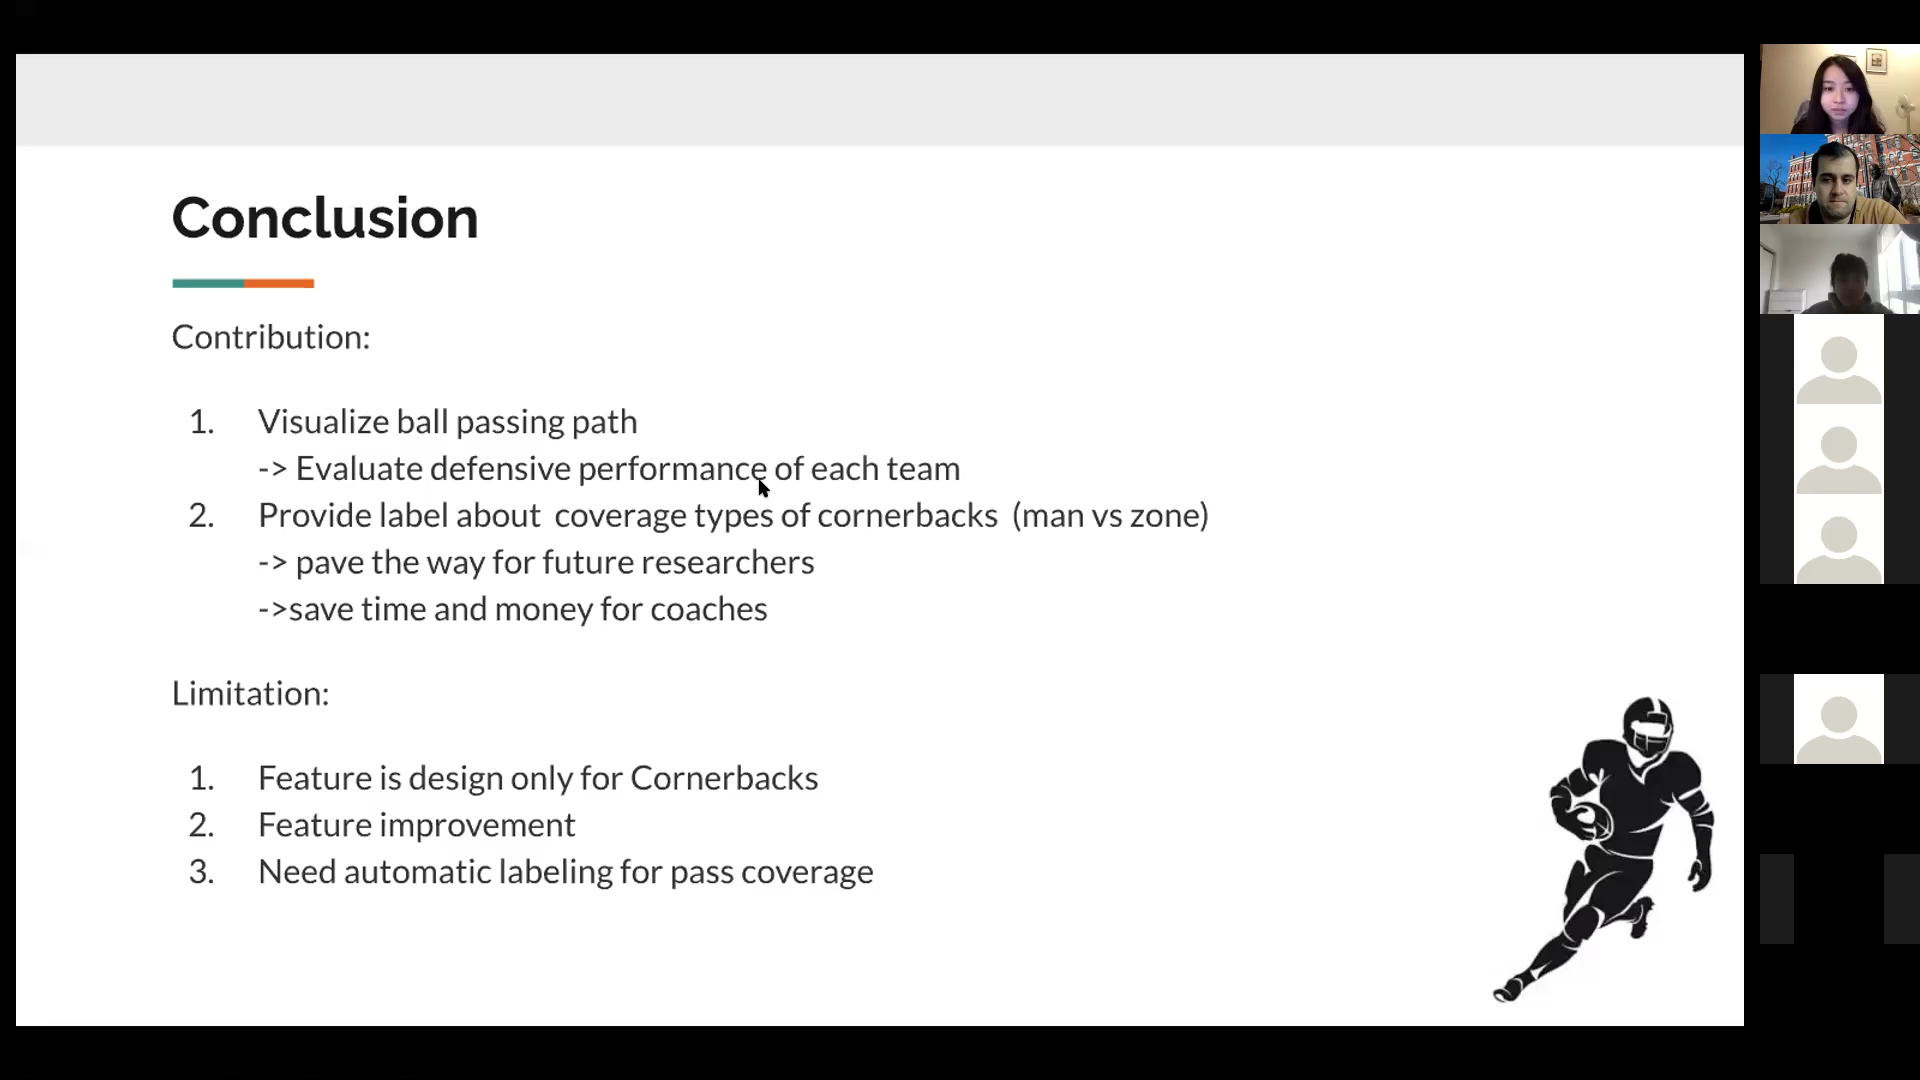 Conclusion
Contribution:
1. Visualize ball passing path
-> Evaluate defensive performance of each team
2. Provide label about  coverage types of cornerbacks  (man vs zone)
-> pave the way for future researchers
->save time and money for coaches
Limitation:
1. Feature is design only for Cornerbacks
2. Feature improvement
3. Need automatic labeling for pass coverage